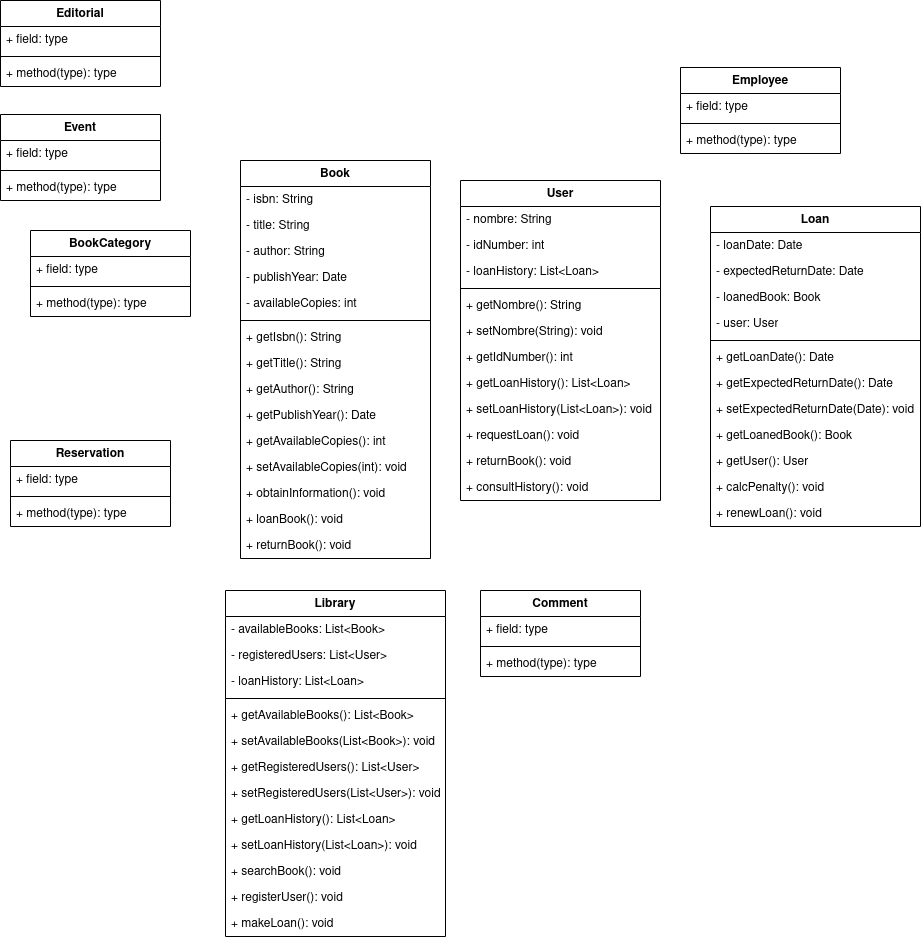 Editorial
+ field: type
+ method(type): type
Event
+ field: type
+ method(type): type
BookCategory
+ field: type
+ method(type): type
Reservation
+ field: type
+ method(type): type
Book
- isbn: String
- title: String
- author: String
- publishYear: Date
- availableCopies: int
+ getIsbn(): String
+ getTitle(): String
+ getAuthor(): String
+ getPublishYear(): Date
+ getAvailableCopies(): int
+ setAvailableCopies(int): void
+ obtainInformation(): void
+ loanBook(): void
+ returnBook(): void
User
- nombre: String
- idNumber: int
- loanHistory: List<Loan>
+ getNombre(): String
+ setNombre(String): void
+ getIdNumber(): int
+ getLoanHistory(): List<Loan>
+ setLoanHistory(List<Loan>): void
+ requestLoan(): void
+ returnBook(): void
+ consultHistory(): void
Employee
+ field: type
+ method(type): type
Loan
- loanDate: Date
- expectedReturnDate: Date
- loanedBook: Book
- user: User
+ getLoanDate(): Date
+ getExpectedReturnDate(): Date
+ setExpectedReturnDate(Date): void
+ getLoanedBook(): Book
+ getUser(): User
+ calcPenalty(): void
+ renewLoan(): void
Library
- availableBooks: List<Book>
- registeredUsers: List<User>
- loanHistory: List<Loan>
+ getAvailableBooks(): List<Book>
+ setAvailableBooks(List<Book>): void
+ getRegisteredUsers(): List<User>
+ setRegisteredUsers(List<User>): void
+ getLoanHistory(): List<Loan>
+ setLoanHistory(List<Loan>): void
+ searchBook(): void
+ registerUser(): void
+ makeLoan(): void
Comment
+ field: type
+ method(type): type